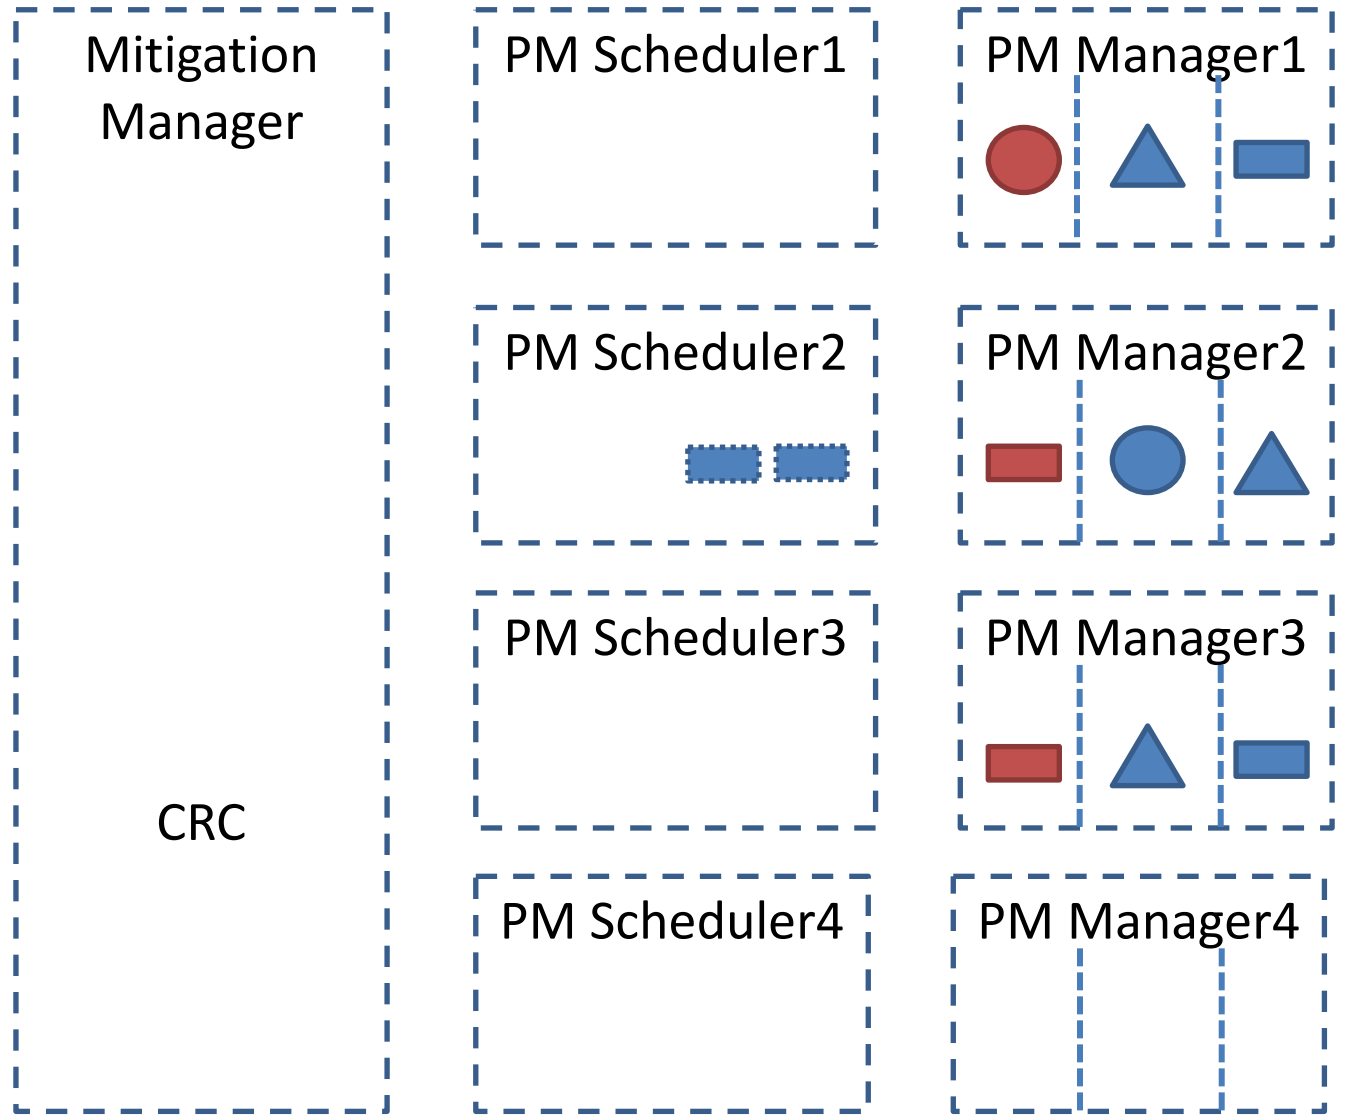 Mitigation
Manager
CRC
PM Scheduler1
PM Manager1
PM Scheduler2
PM Manager2
PM Scheduler3
PM Manager3
PM Scheduler4
PM Manager4